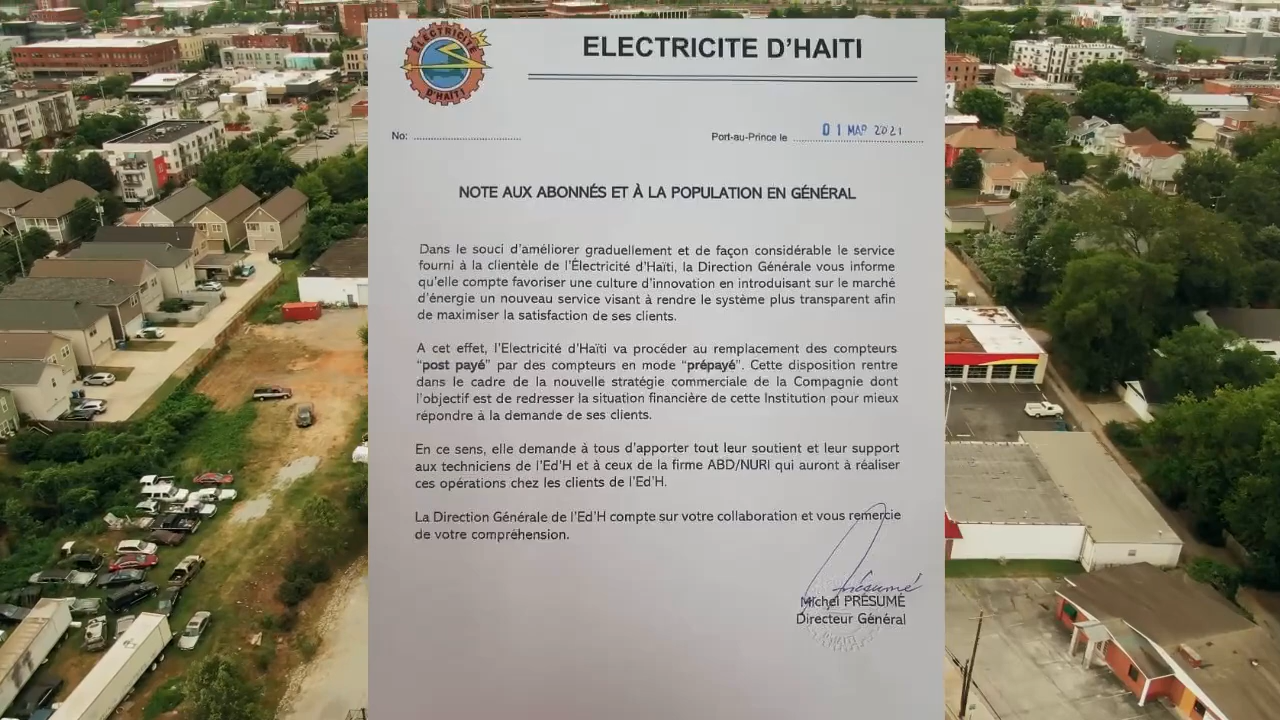 ELECTRICITÉ
D'HAITI
ELECTRICITE D'HAITI
No: ................................
Port-au-Prince le 01 MAR 2021
NOTE AUX ABONNÉS ET À LA POPULATION EN GÉNÉRAL
Dans le souci d'améliorer graduellement et de façon considérable le service
fourni à la clientèle de l'Électricité d'Haïti, la Direction Générale vous informe
qu'elle compte favoriser une culture d'innovation en introduisant sur le marché
d'énergie un nouveau service visant à rendre le système plus transparent afin
de maximiser la satisfaction de ses clients.
A cet effet, l'Electricité d'Haïti va procéder au remplacement des compteurs
"post payé" par des compteurs en mode "prépayé". Cette disposition rentre
dans le cadre de la nouvelle stratégie commerciale de la Compagnie dont
l'objectif est de redresser la situation financière de cette Institution pour mieux
répondre à la demande de ses clients.
En ce sens, elle demande à tous d'apporter tout leur soutient et leur support
aux techniciens de l'Ed'H et à ceux de la firme ABD/NURI qui auront à réaliser
ces opérations chez les clients de l'Ed'H.
La Direction Générale de l'Ed'H compte sur votre collaboration et vous remercie
de votre compréhension.
Présumé
Michel PRÉSUMÉ
Directeur Général